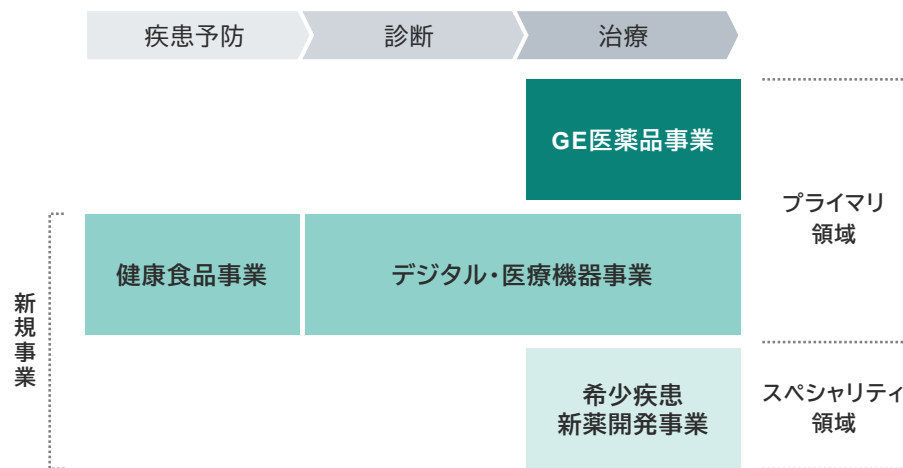 疾患予防
診断
治療
GE医薬品事業
プライマリ
領域
新規事業
健康食品事業
デジタル・医療機器事業
希少疾患
新薬開発事業
スペシャリティ
領域